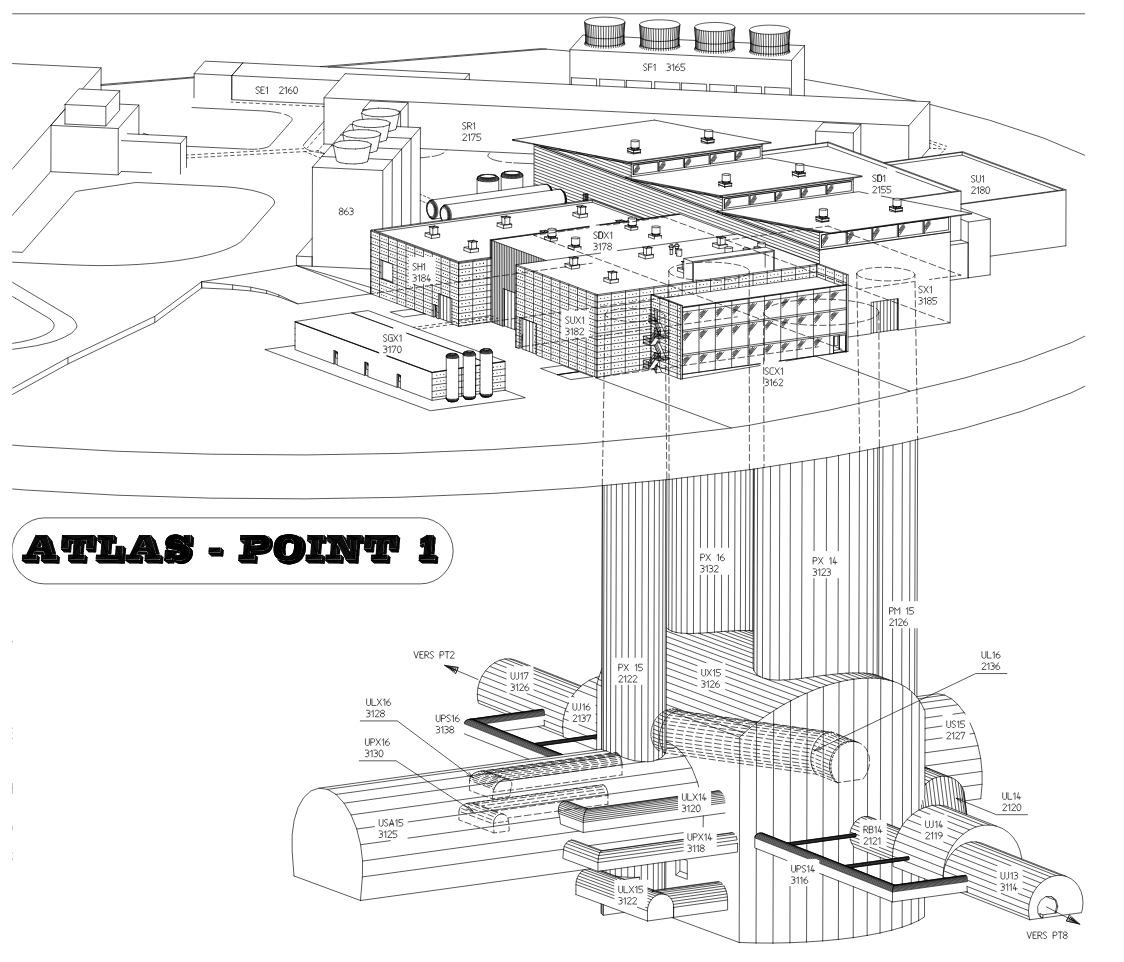 SF1 3165
SE1 2160
SR1
2175
863
SD1
2155
SU1
2180
SDX1
3178
SH1
3184
SX1
3185
SUX1
3182
SGX1
3170
SCX1
3162
ATLAS - POINT 1
PX 16
3132
PX 14
3123
PM 15
2126
VERS PT2
UL16
2136
PX 15
2122
UX15
3126
UJ17
3126
ULX16
3128
UJ16
2137
UPS16
3138
US15
2127
UPX16
3130
ULX14
3120
UL14
2120
USA15
3125
RB14
2121
UJ14
2119
UPX14
3118
UPS14
3116
UJ13
3114
ULX15
3122
VERS PT8